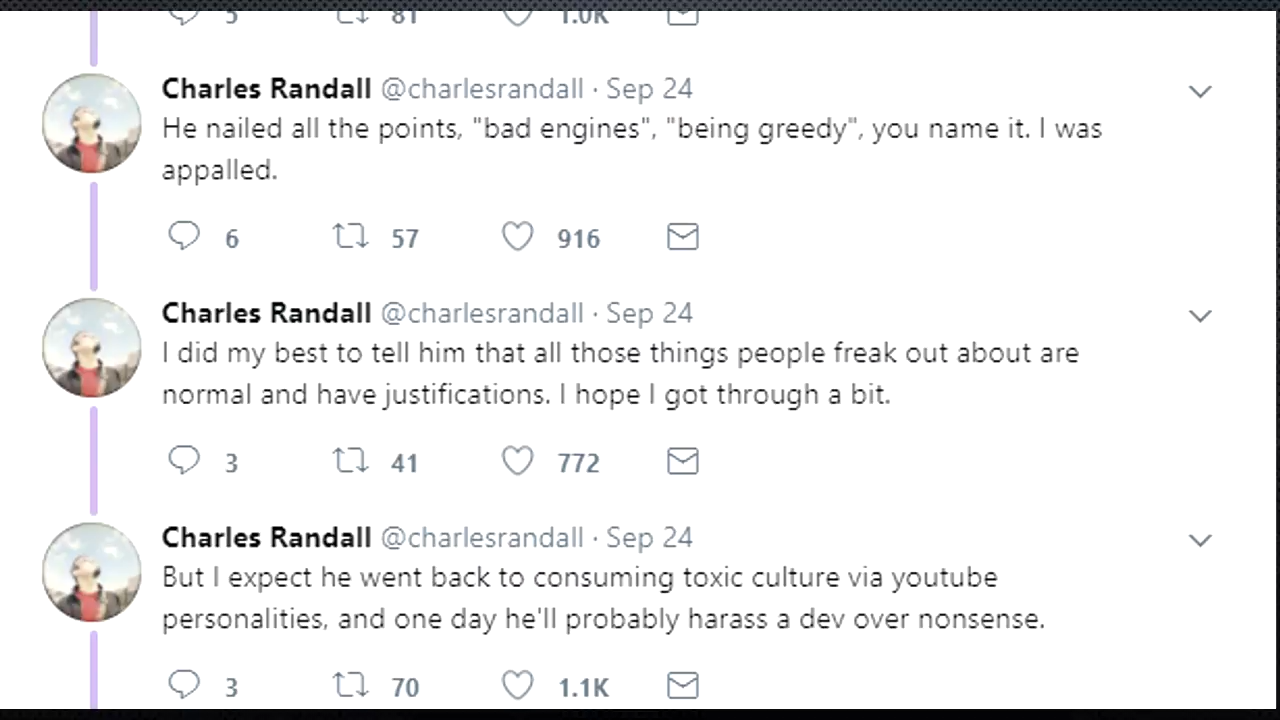 5 81 1.0K
Charles Randall @charlesrandall · Sep 24
He nailed all the points, "bad engines", "being greedy", you name it. I was
appalled.
6 57 916
Charles Randall @charlesrandall · Sep 24
I did my best to tell him that all those things people freak out about are
normal and have justifications. I hope I got through a bit.
3 41 772
Charles Randall @charlesrandall · Sep 24
But I expect he went back to consuming toxic culture via youtube
personalities, and one day he'll probably harass a dev over nonsense.
3 70 1.1K